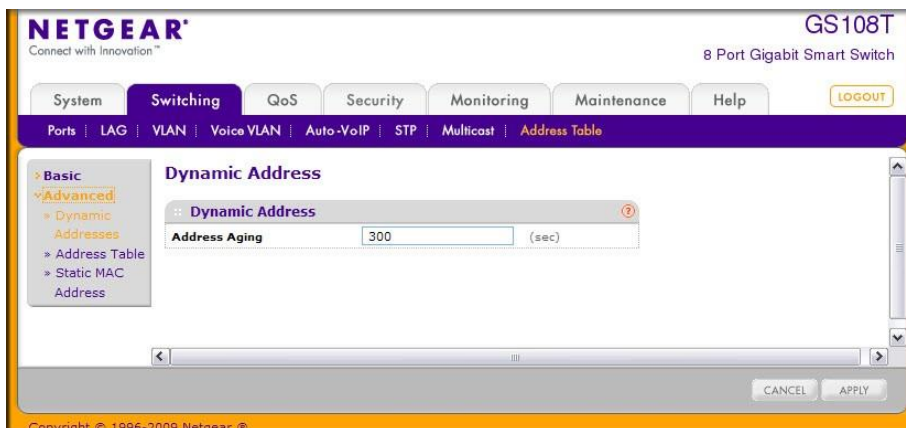 NETGEAR®
Connect with Innovation™
GS108T
8 Port Gigabit Smart Switch
System Switching QoS Security Monitoring Maintenance Help LOGOUT
Ports LAG VLAN Voice VLAN Auto-VoIP STP Multicast Address Table
Basic
Advanced
» Dynamic
Addresses
» Address Table
» Static MAC
Address
Dynamic Address
Dynamic Address ?
Address Aging 300 (sec)
CANCEL APPLY
Copyright © 1996-2009 Netgear ®